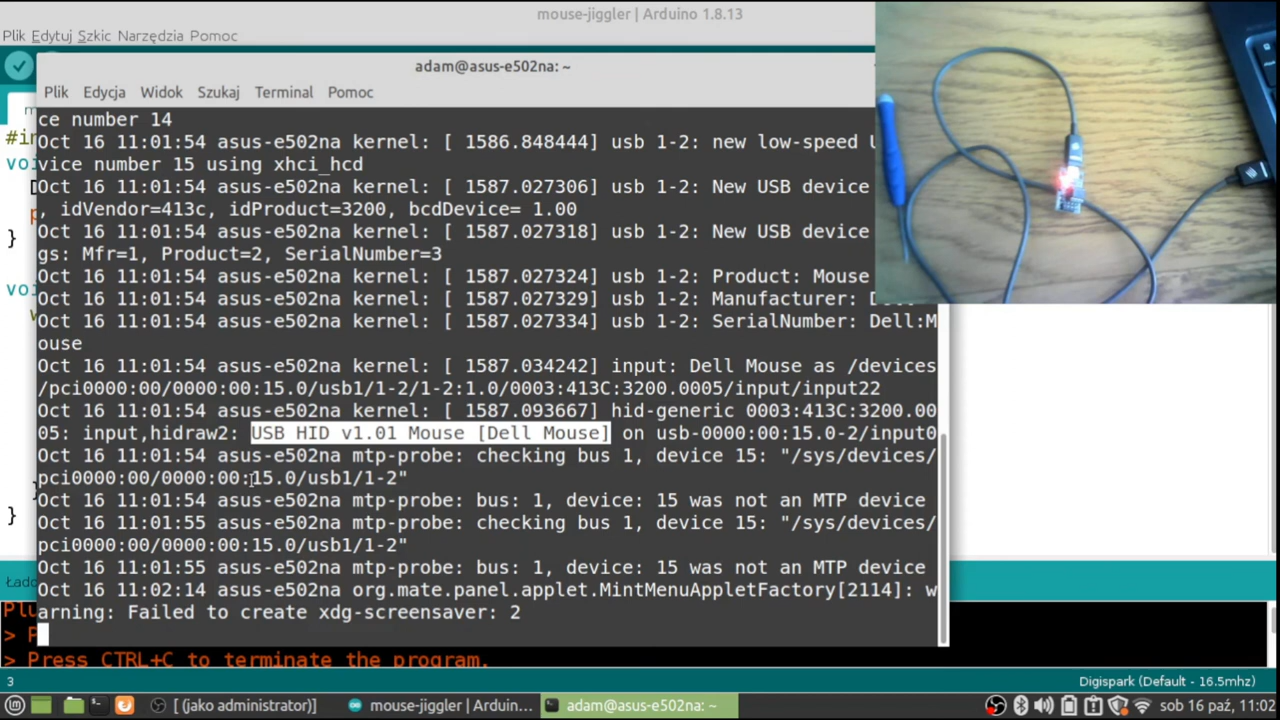 mouse-jiggler | Arduino 1.8.13
Plik Edytuj Szkic Narzędzia Pomoc
adam@asus-e502na: ~
Plik Edycja Widok Szukaj Terminal Pomoc
ce number 14
Oct 16 11:01:54 asus-e502na kernel: [ 1586.848444] usb 1-2: new low-speed
vice number 15 using xhci_hcd
Oct 16 11:01:54 asus-e502na kernel: [ 1587.027306] usb 1-2: New USB device
, idVendor=413c, idProduct=3200, bcdDevice= 1.00
Oct 16 11:01:54 asus-e502na kernel: [ 1587.027318] usb 1-2: New USB device
gs: Mfr=1, Product=2, SerialNumber=3
Oct 16 11:01:54 asus-e502na kernel: [ 1587.027324] usb 1-2: Product: Mouse
Oct 16 11:01:54 asus-e502na kernel: [ 1587.027329] usb 1-2: Manufacturer:
Oct 16 11:01:54 asus-e502na kernel: [ 1587.027334] usb 1-2: SerialNumber: Dell:M
ouse
Oct 16 11:01:54 asus-e502na kernel: [ 1587.034242] input: Dell Mouse as /devices
/pci0000:00/0000:00:15.0/usb1/1-2/1-2:1.0/0003:413C:3200.0005/input/input22
Oct 16 11:01:54 asus-e502na kernel: [ 1587.093667] hid-generic 0003:413C:3200.00
05: input,hidraw2: USB HID v1.01 Mouse [Dell Mouse] on usb-0000:00:15.0-2/input0
Oct 16 11:01:54 asus-e502na mtp-probe: checking bus 1, device 15: "/sys/devices/
pci0000:00/0000:00:15.0/usb1/1-2"
Oct 16 11:01:54 asus-e502na mtp-probe: bus: 1, device: 15 was not an MTP device
Oct 16 11:01:55 asus-e502na mtp-probe: checking bus 1, device 15: "/sys/devices/
pci0000:00/0000:00:15.0/usb1/1-2"
Oct 16 11:01:55 asus-e502na mtp-probe: bus: 1, device: 15 was not an MTP device
Oct 16 11:02:14 asus-e502na org.mate.panel.applet.MintMenuAppletFactory[2114]: w
arning: Failed to create xdg-screensaver: 2
> Press CTRL+C to terminate the program.
3
Digispark (Default - 16.5mhz)
[ (jako administrator)]
mouse-jiggler | Arduin...
adam@asus-e502na: ~
sob 16 paź, 11:02